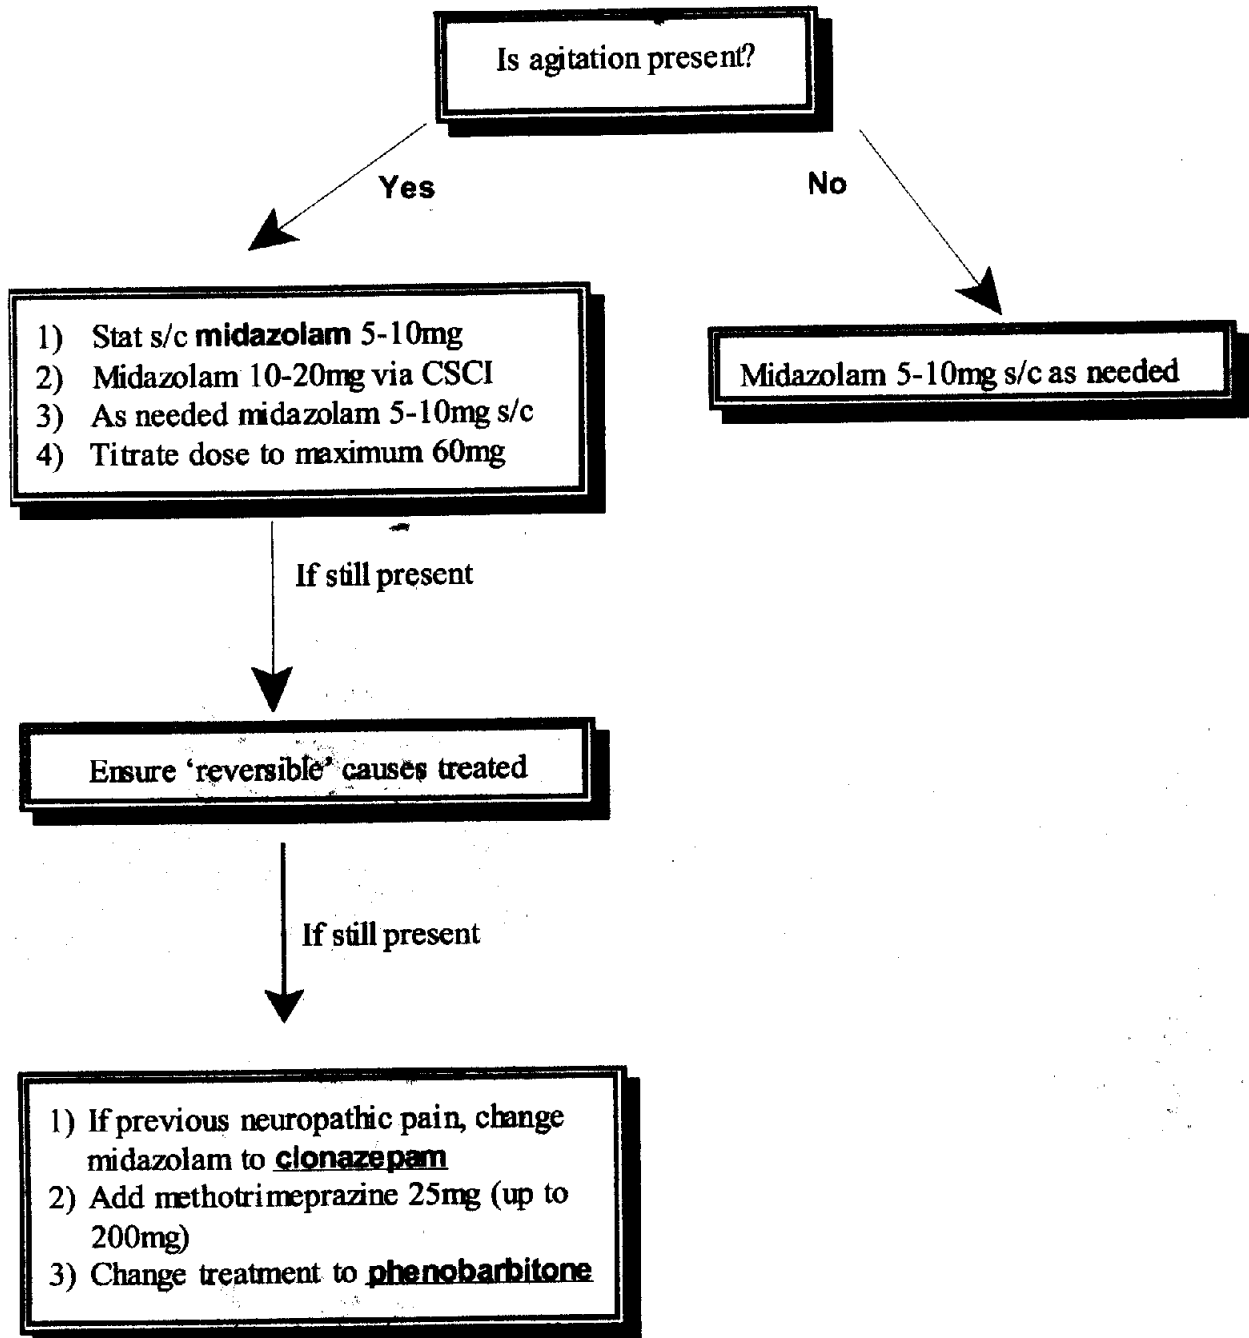 Is agitation present?
Yes
No
1) Stat s/c midazolam 5-10mg
2) Midazolam 10-20mg via CSCI
3) As needed midazolam 5-10mg s/c
4) Titrate dose to maximum 60mg
Midazolam 5-10mg s/c as needed
If still present
Ensure ‘reversible’ causes treated
If still present
1) If previous neuropathic pain, change
midazolam to clonazepam
2) Add methotrimeprazine 25mg (up to
200mg)
3) Change treatment to phenobarbitone